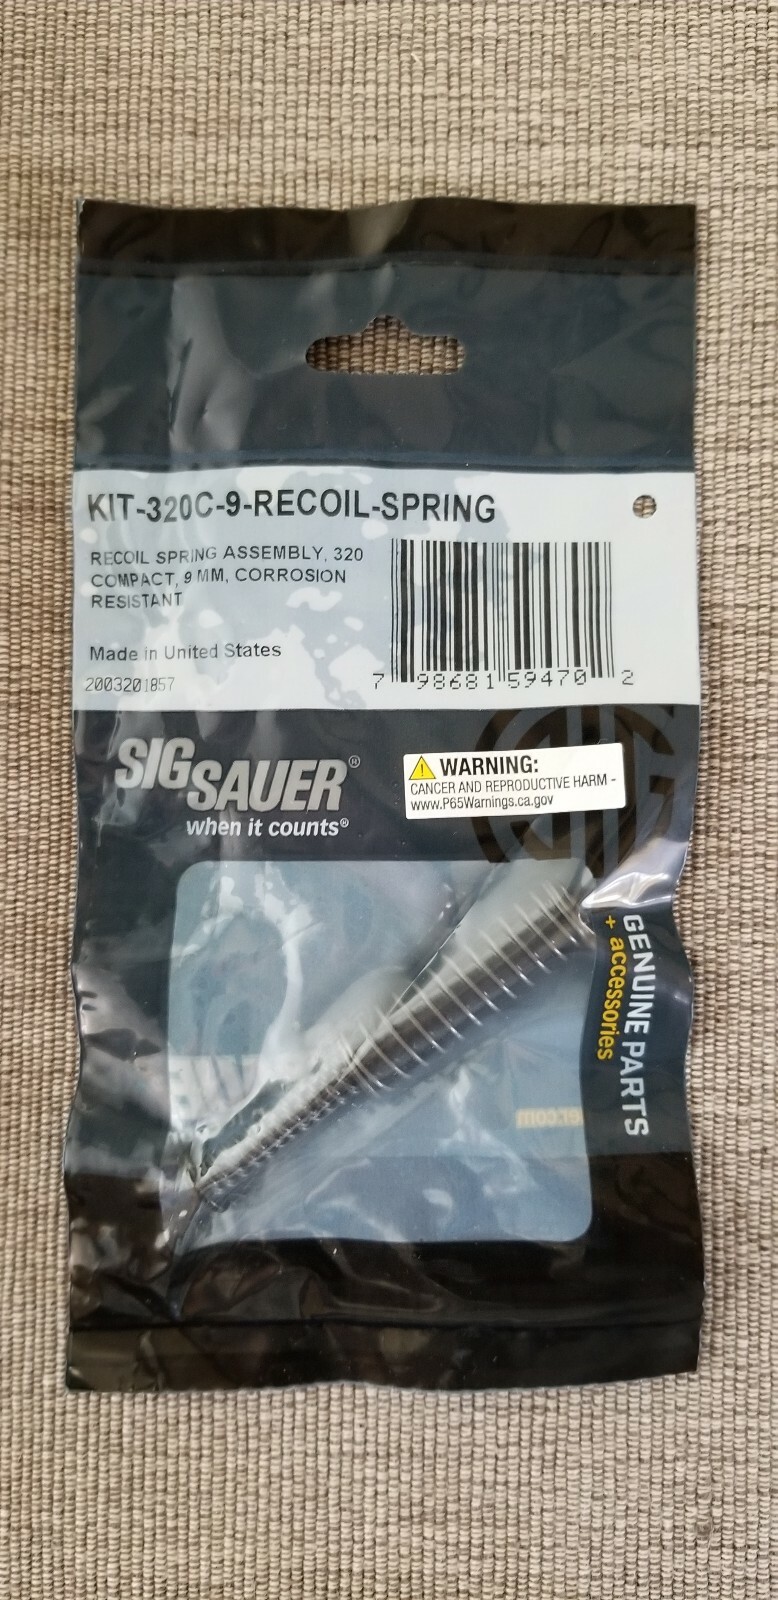 KIT-320C-9-RECOIL-SPRING
RECOIL SPRING ASSEMBLY, 320
COMPACT, 9 MM, CORROSION
RESISTANT
Made in United States
2003201857
7 98681 59470 2
SIG SAUER®
when it counts®
WARNING:
CANCER AND REPRODUCTIVE HARM -
www.P65Warnings.ca.gov
GENUINE PARTS
+ accessories
er.com